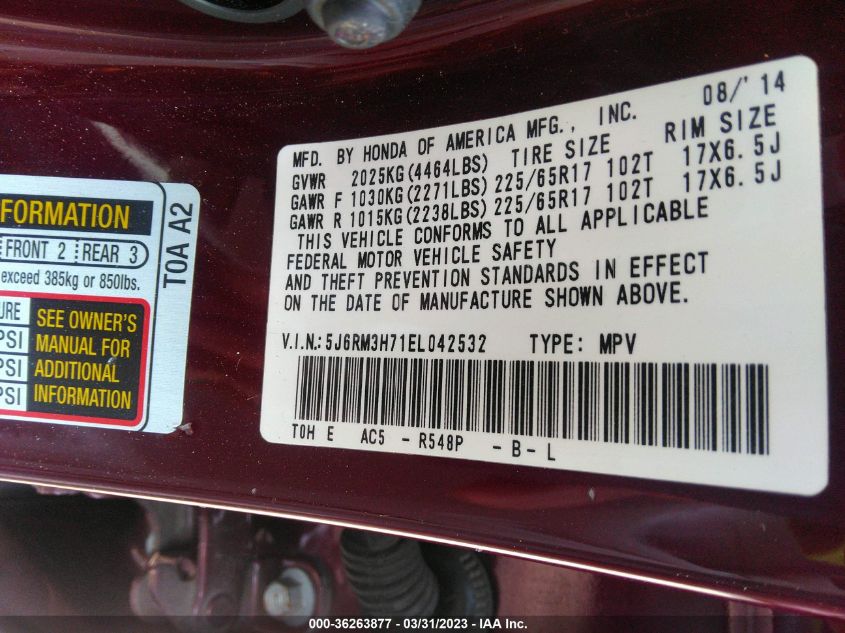 FORMATION
FRONT 2 REAR 3
exceed 385kg or 850lbs.
SEE OWNER'S
PSI MANUAL FOR
PSI ADDITIONAL
PSI INFORMATION
T0A A2
08/'14
MFD. BY HONDA OF AMERICA MFG., INC.
GVWR 2025KG(4464LBS) TIRE SIZE RIM SIZE
GAWR F 1030KG(2271LBS) 225/65R17 102T 17X6.5J
GAWR R 1015KG(2238LBS) 225/65R17 102T 17X6.5J
THIS VEHICLE CONFORMS TO ALL APPLICABLE
FEDERAL MOTOR VEHICLE SAFETY
AND THEFT PREVENTION STANDARDS IN EFFECT
ON THE DATE OF MANUFACTURE SHOWN ABOVE.
V.I.N.: 5J6RM3H71EL042532 TYPE: MPV
T0H E AC5 - R548P - B - L
000-36263877 - 03/31/2023 - IAA Inc.